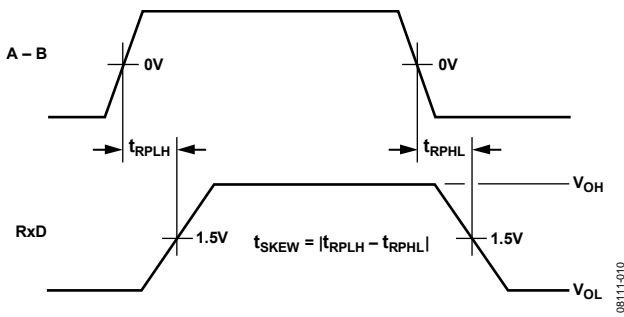 A – B
0V
0V
tRPLH
tRPHL
VOH
RxD
1.5V
tSKEW = |tRPLH – tRPHL|
1.5V
VOL
08111-010